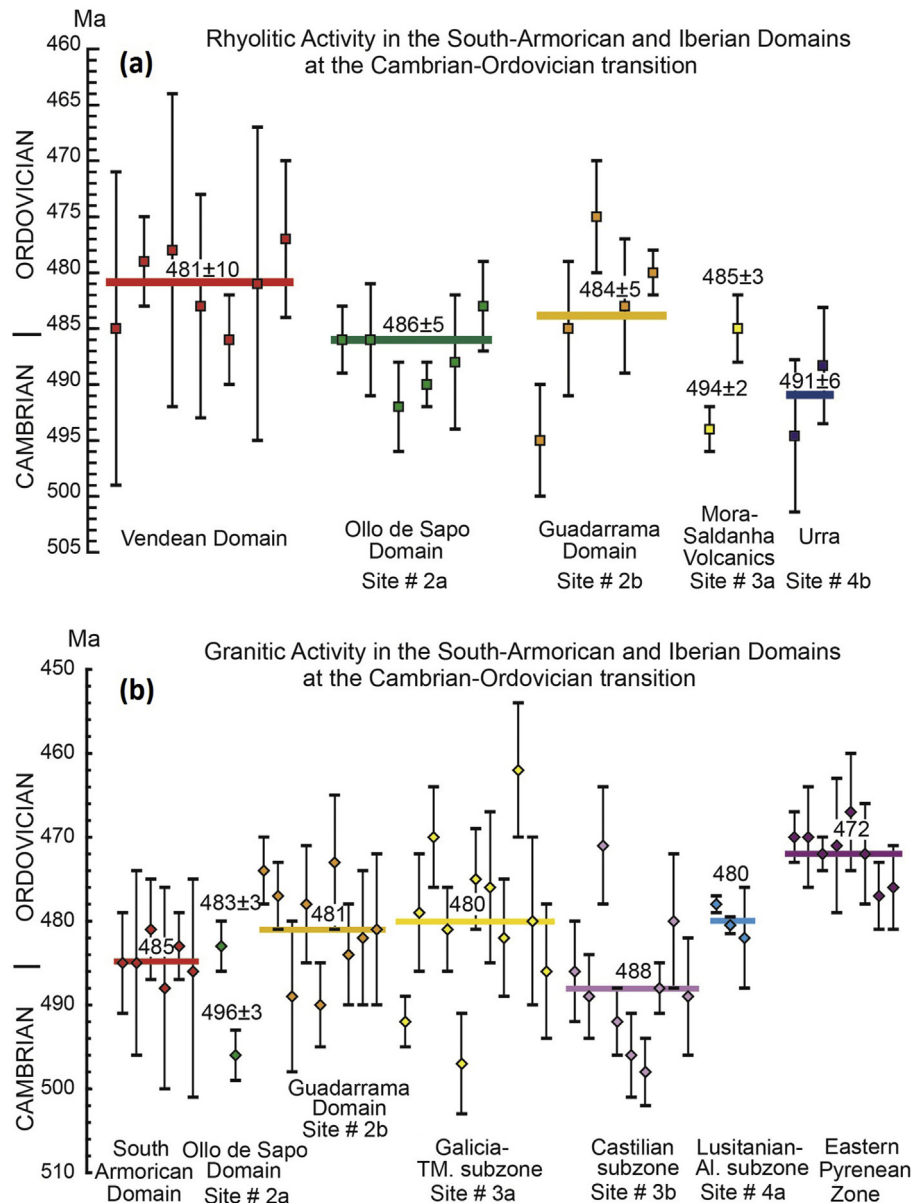 Ma
Rhyolitic Activity in the South-Armorican and Iberian Domains
at the Cambrian-Ordovician transition
(a)
460
465
470
475
480
485
490
495
500
505
ORDOVICIAN
CAMBRIAN
481±10
486±5
484±5
485±3
494±2
491±6
Vendean Domain
Ollo de Sapo
Domain
Site # 2a
Guadarrama
Domain
Site # 2b
Mora-
Saldanha
Volcanics
Site # 3a
Urra
Site # 4b
Ma
Granitic Activity in the South-Armorican and Iberian Domains
at the Cambrian-Ordovician transition
(b)
450
460
470
480
490
500
510
ORDOVICIAN
CAMBRIAN
485
483±3
496±3
481
480
488
480
472
South
Armorican
Domain
Ollo de Sapo
Domain
Site # 2a
Guadarrama
Domain
Site # 2b
Galicia-
TM. subzone
Site # 3a
Castilian
subzone
Site # 3b
Lusitanian-
Al. subzone
Site # 4a
Eastern
Pyrenean
Zone